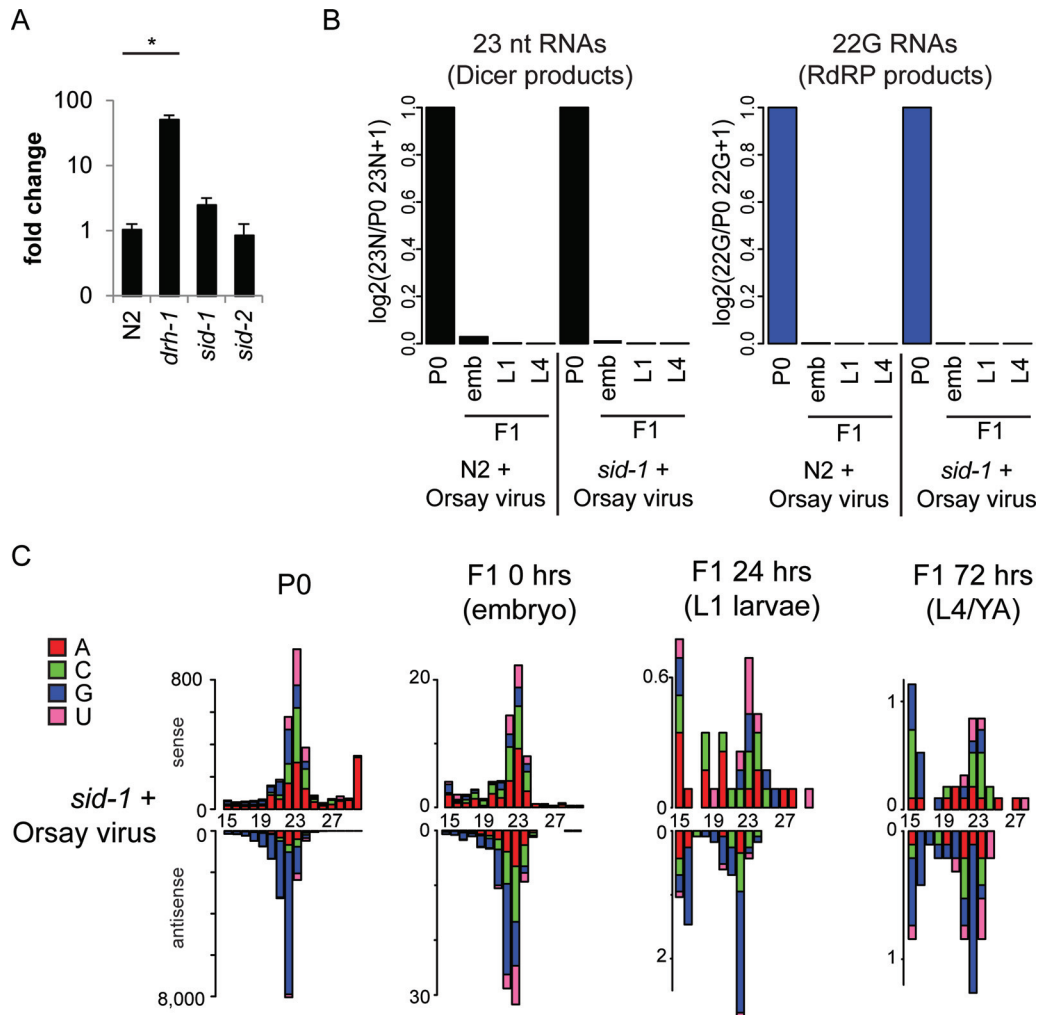 A
*
fold change
100
10
1
0
N2
drh-1
sid-1
sid-2
B
23 nt RNAs
(Dicer products)
log2(23N/P0 23N+1)
1.0
0.8
0.6
0.4
0.2
0.0
P0
emb
L1
L4
P0
emb
L1
L4
F1
F1
N2 +
Orsay virus
sid-1 +
Orsay virus
22G RNAs
(RdRP products)
log2(22G/P0 22G+1)
1.0
0.8
0.6
0.4
0.2
0.0
P0
emb
L1
L4
P0
emb
L1
L4
F1
F1
N2 +
Orsay virus
sid-1 +
Orsay virus
C
A
C
G
U
sid-1 +
Orsay virus
P0
800
sense
0
15 19 23 27
0
antisense
8,000
F1 0 hrs
(embryo)
20
0
15 19 23 27
0
30
F1 24 hrs
(L1 larvae)
0.6
0
15 19 23 27
0
2
F1 72 hrs
(L4/YA)
1
0
15 19 23 27
0
1